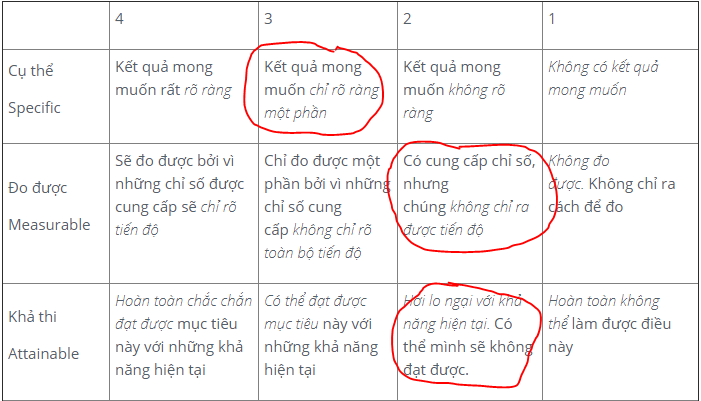 4 3 2 1
Cụ thể
Specific
Kết quả mong
muốn rất rõ ràng
Kết quả mong
muốn chỉ rõ ràng
một phần
Kết quả mong
muốn không rõ
ràng
Không có kết quả
mong muốn
Đo được
Measurable
Sẽ đo được bởi vì
những chỉ số được
cung cấp sẽ chỉ rõ
tiến độ
Chỉ đo được một
phần bởi vì những
chỉ số cung
cấp không chỉ rõ
toàn bộ tiến độ
Có cung cấp chỉ số,
nhưng
chúng không chỉ ra
được tiến độ
Không đo
được. Không chỉ ra
cách để đo
Khả thi
Attainable
Hoàn toàn chắc chắn
đạt được mục tiêu
này với những khả
năng hiện tại
Có thể đạt được
mục tiêu này với
những khả năng
hiện tại
Hơi lo ngại với khả
năng hiện tại. Có
thể mình sẽ không
đạt được.
Hoàn toàn không
thể làm được điều
này